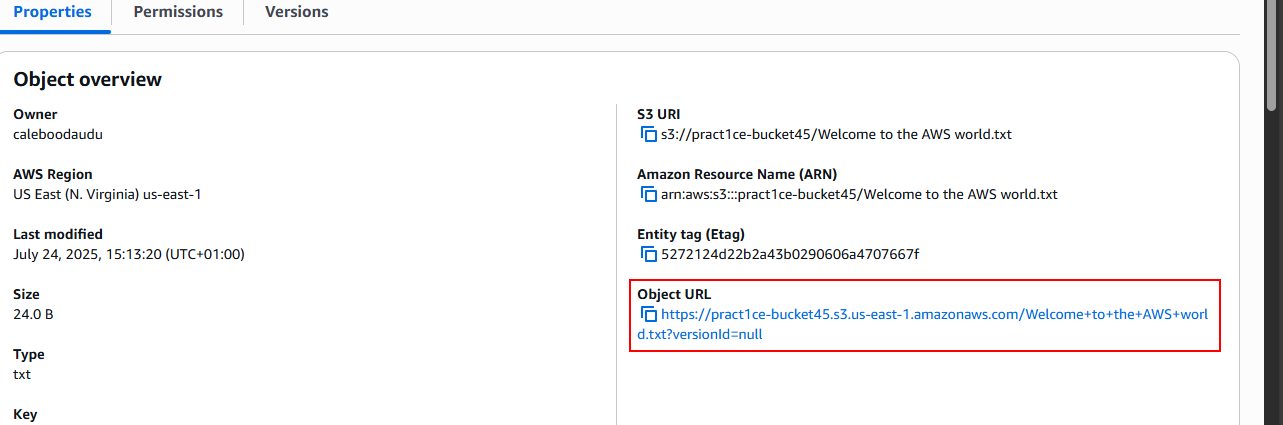 Properties
Permissions
Versions
Object overview
Owner
caleboodaudu
AWS Region
US East (N. Virginia) us-east-1
Last modified
July 24, 2025, 15:13:20 (UTC+01:00)
Size
24.0 B
Type
txt
Key
S3 URI
s3://pract1ce-bucket45/Welcome to the AWS world.txt
Amazon Resource Name (ARN)
arn:aws:s3:::pract1ce-bucket45/Welcome to the AWS world.txt
Entity tag (Etag)
5272124d22b2a43b0290606a4707667f
Object URL
https://pract1ce-bucket45.s3.us-east-1.amazonaws.com/Welcome+to+the+AWS+worl
d.txt?versionId=null